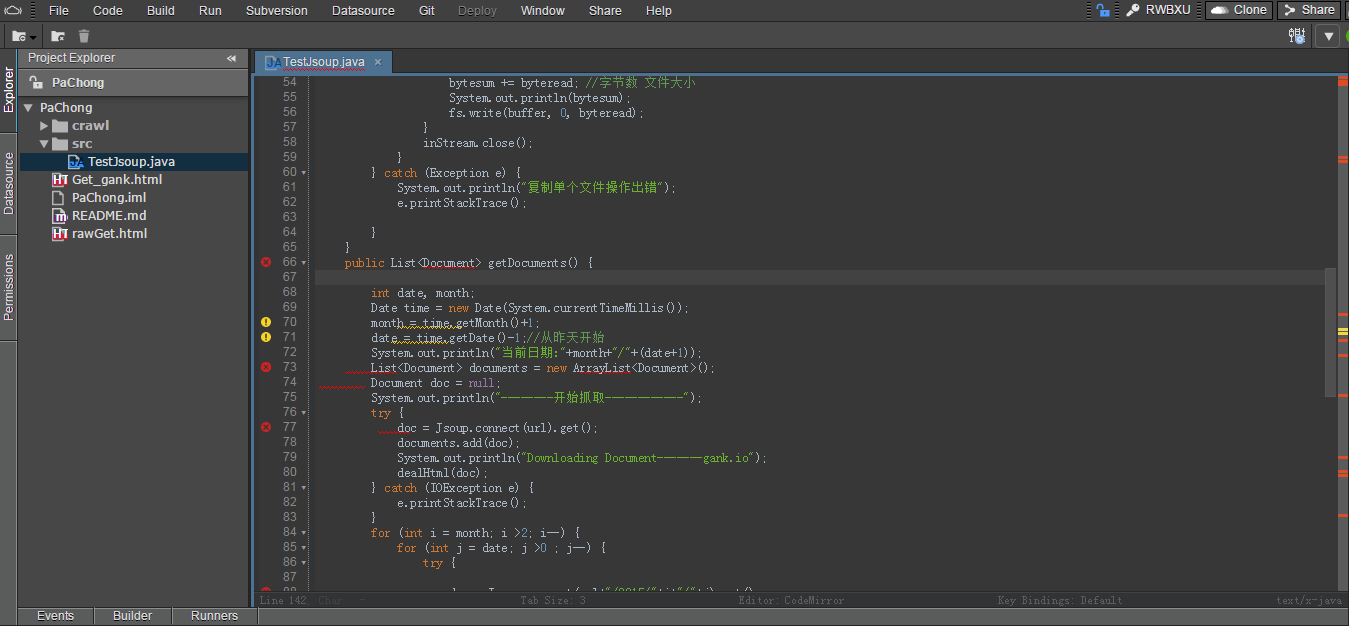 File Code Build Run Subversion Datasource Git Deploy Window Share Help RWBXU Clone Share
Project Explorer
PaChong
PaChong
crawl
src
TestJsoup.java
Get_gank.html
PaChong.iml
README.md
rawGet.html
Explorer
Datasource
Permissions
TestJsoup.java ×
54 bytesum += byteread; //字节数 文件大小
55 System.out.println(bytesum);
56 fs.write(buffer, 0, byteread);
57 }
58 inStream.close();
59 }
60 } catch (Exception e) {
61 System.out.println("复制单个文件操作出错");
62 e.printStackTrace();
63
64 }
65 }
66 public List<Document> getDocuments() {
67
68 int date, month;
69 Date time = new Date(System.currentTimeMillis());
70 month = time.getMonth()+1;
71 date = time.getDate()-1;//从昨天开始
72 System.out.println("当前日期:"+month+"/"+(date+1));
73 List<Document> documents = new ArrayList<Document>();
74 Document doc = null;
75 System.out.println("--------开始抓取------------");
76 try {
77 doc = Jsoup.connect(url).get();
78 documents.add(doc);
79 System.out.println("Downloading Document-------gank.io");
80 dealHtml(doc);
81 } catch (IOException e) {
82 e.printStackTrace();
83 }
84 for (int i = month; i >2; i--) {
85 for (int j = date; j >0 ; j--) {
86 try {
87
Line 142 Char Tab Size: 3 Editor: CodeMirror Key Bindings: Default text/x-java
Events Builder Runners